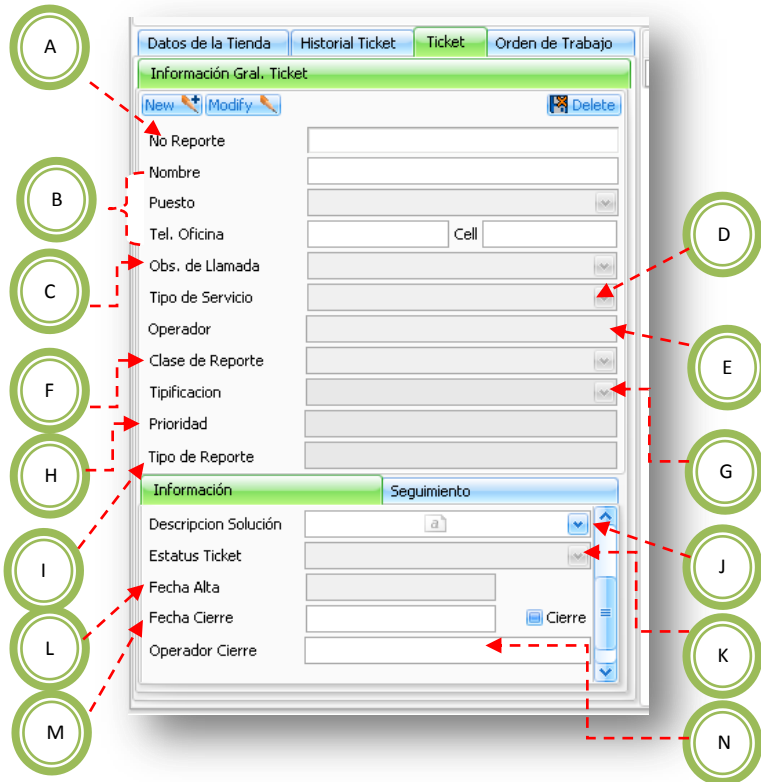 A
Datos de la Tienda Historial Ticket Ticket Orden de Trabajo
Información Gral. Ticket
New Modify Delete
No Reporte
Nombre
B
Puesto
Tel. Oficina Cell
D
Obs. de Llamada
C
Tipo de Servicio
Operador
E
Clase de Reporte
F
Tipificacion
Prioridad
H
G
Tipo de Reporte
Información Seguimiento
Descripcion Solución a
J
Estatus Ticket
I
Fecha Alta
Fecha Cierre Cierre
L
Operador Cierre
K
M
N